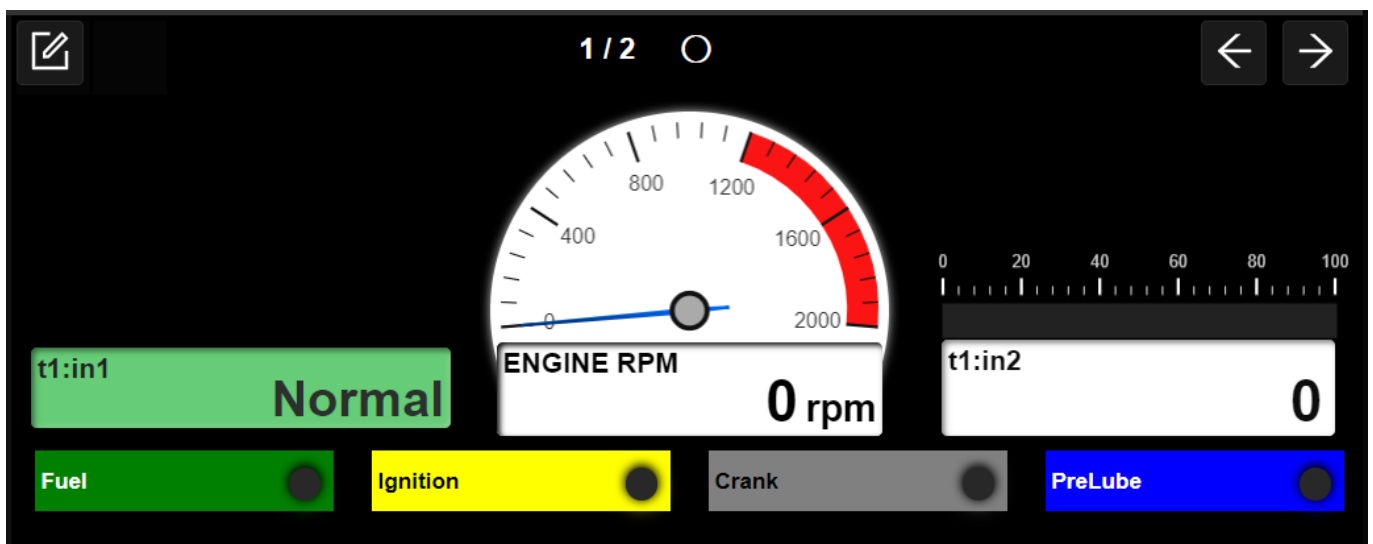 1 / 2
800 1200
400 1600
0 2000
0 20 40 60 80 100
t1:in1
Normal
ENGINE RPM
0 rpm
t1:in2
0
Fuel Ignition Crank PreLube